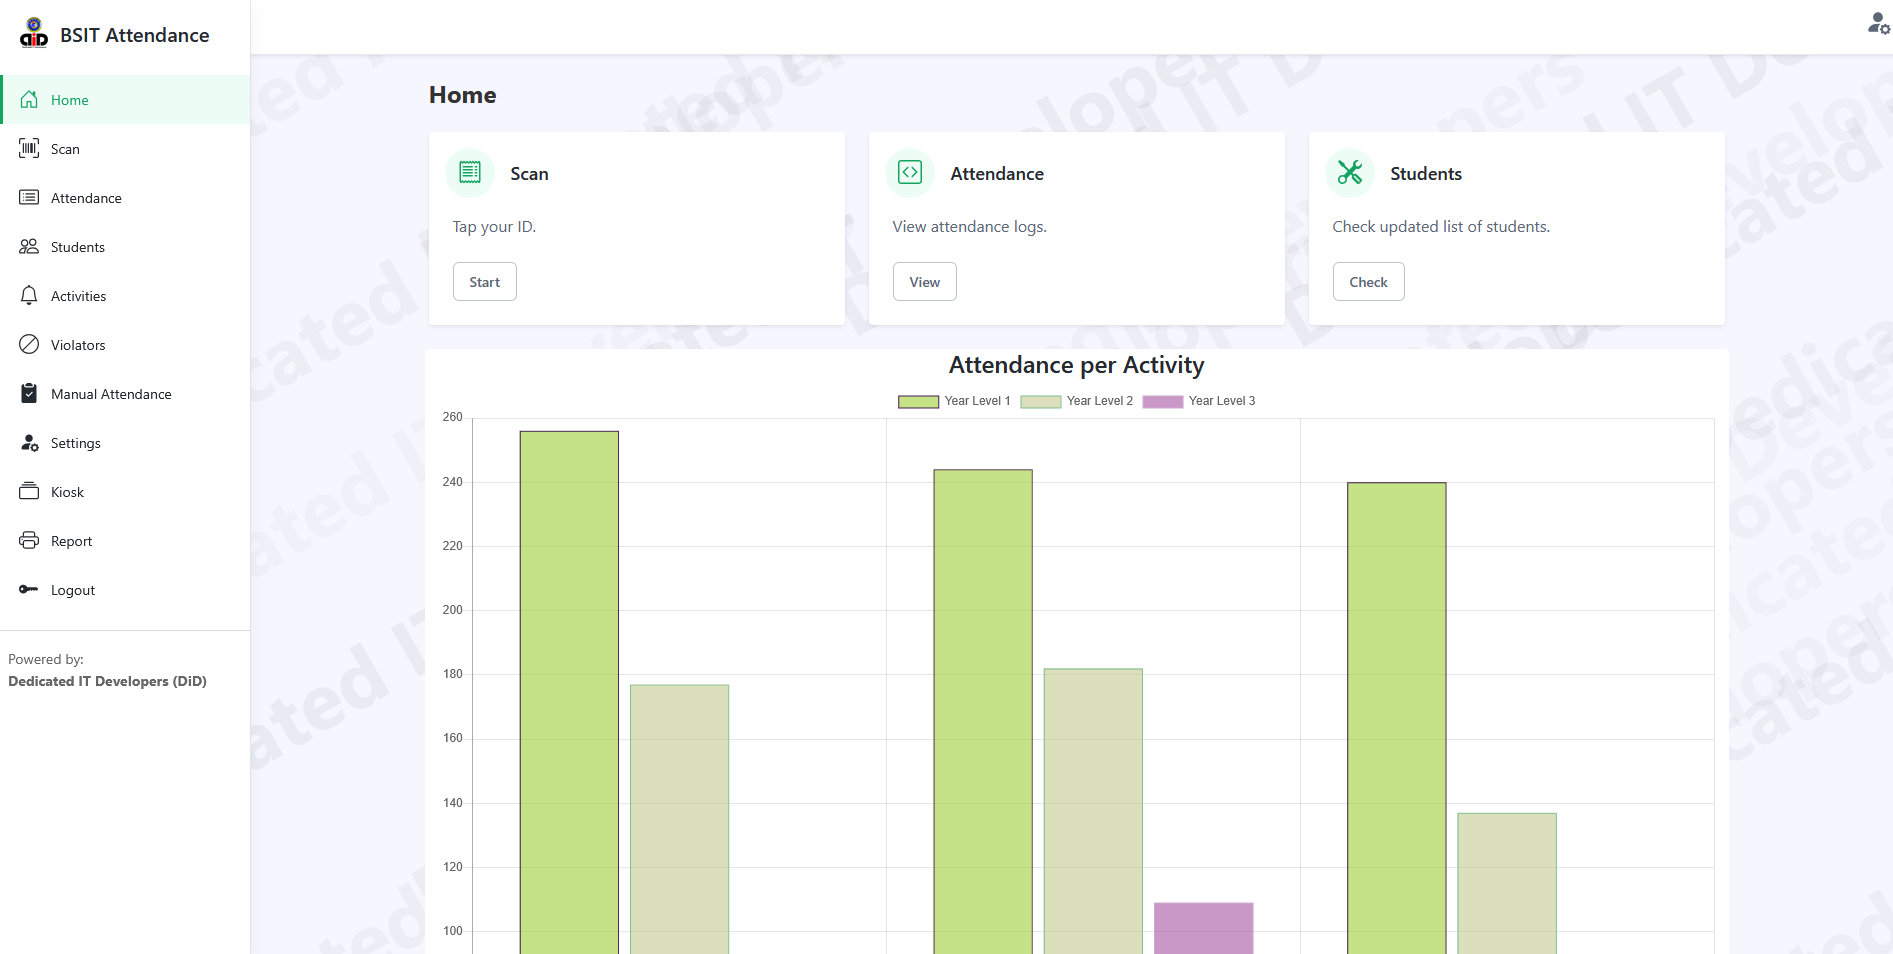 BSIT Attendance
Home
Scan
Attendance
Students
Activities
Violators
Manual Attendance
Settings
Kiosk
Report
Logout
Powered by:
Dedicated IT Developers (DiD)
Home
Scan
Tap your ID.
Start
Attendance
View attendance logs.
View
Students
Check updated list of students.
Check
Attendance per Activity
Year Level 1 Year Level 2 Year Level 3
260
240
220
200
180
160
140
120
100